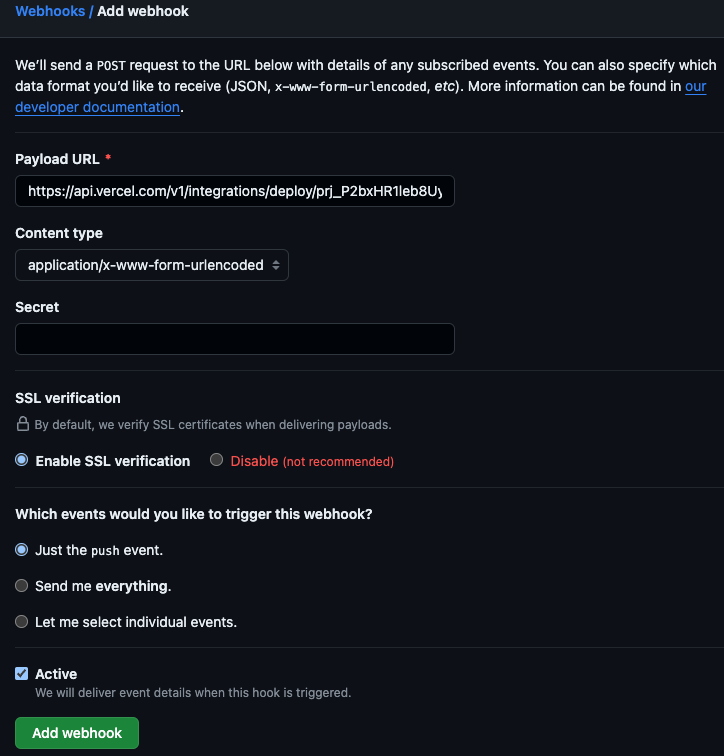 Webhooks / Add webhook
We'll send a POST request to the URL below with details of any subscribed events. You can also specify which
data format you'd like to receive (JSON, x-www-form-urlencoded, etc). More information can be found in our
developer documentation.
Payload URL *
https://api.vercel.com/v1/integrations/deploy/prj_P2bxHR1leb8Uy
Content type
application/x-www-form-urlencoded
Secret
SSL verification
By default, we verify SSL certificates when delivering payloads.
Enable SSL verification Disable (not recommended)
Which events would you like to trigger this webhook?
Just the push event.
Send me everything.
Let me select individual events.
Active
We will deliver event details when this hook is triggered.
Add webhook